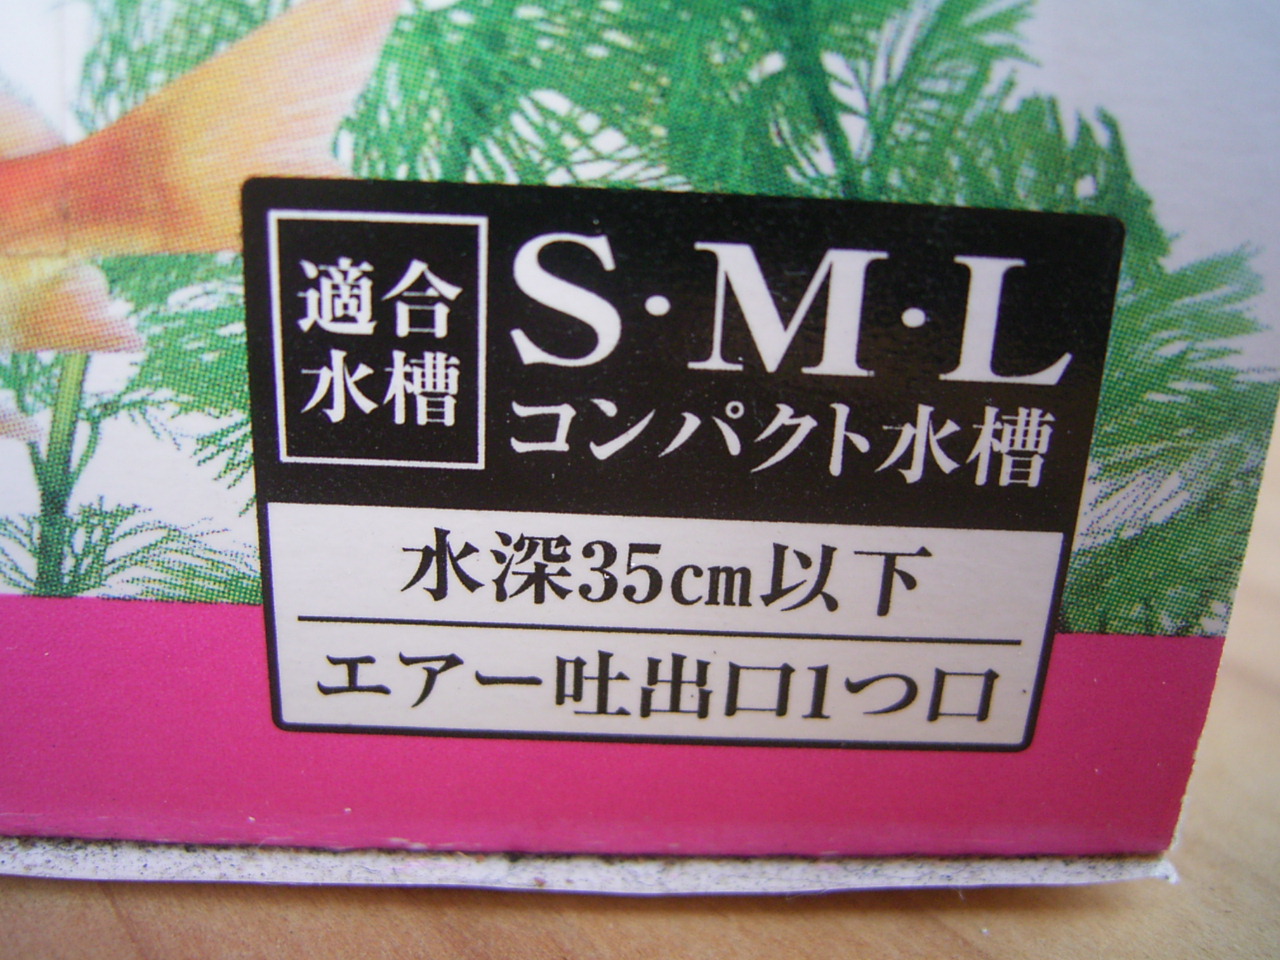 適合
水槽
S・M・L
コンパクト水槽
水深35cm以下
エアー吐出口1つ口